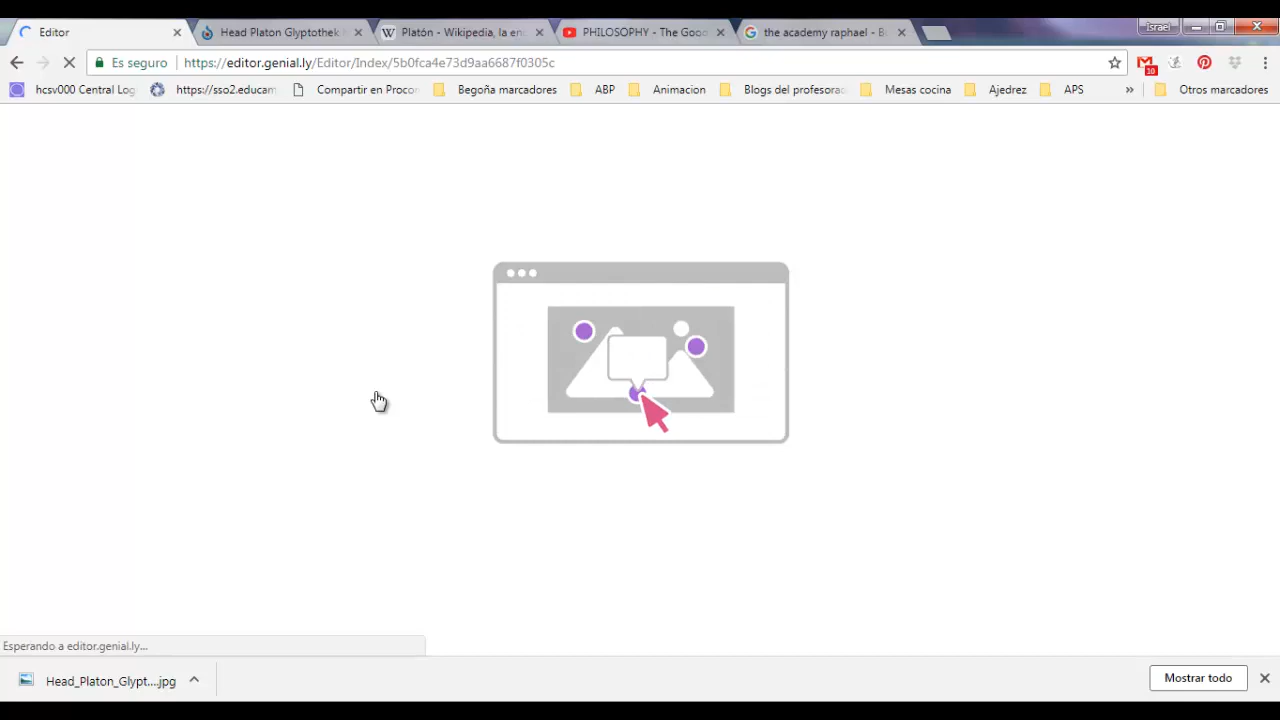 Editor
Head Platon Glyptothek
Platón - Wikipedia, la en
PHILOSOPHY - The Goo
the academy raphael - B
Israel
Es seguro
https://editor.genial.ly/Editor/Index/5b0fca4e73d9aa6687f0305c
10
hcsv000 Central Log
https://sso2.educam
Compartir en Procom
Begoña marcadores
ABP
Animacion
Blogs del profesora
Mesas cocina
Ajedrez
APS
»
Otros marcadores
Esperando a editor.genial.ly...
Head_Platon_Glypt....jpg
Mostrar todo